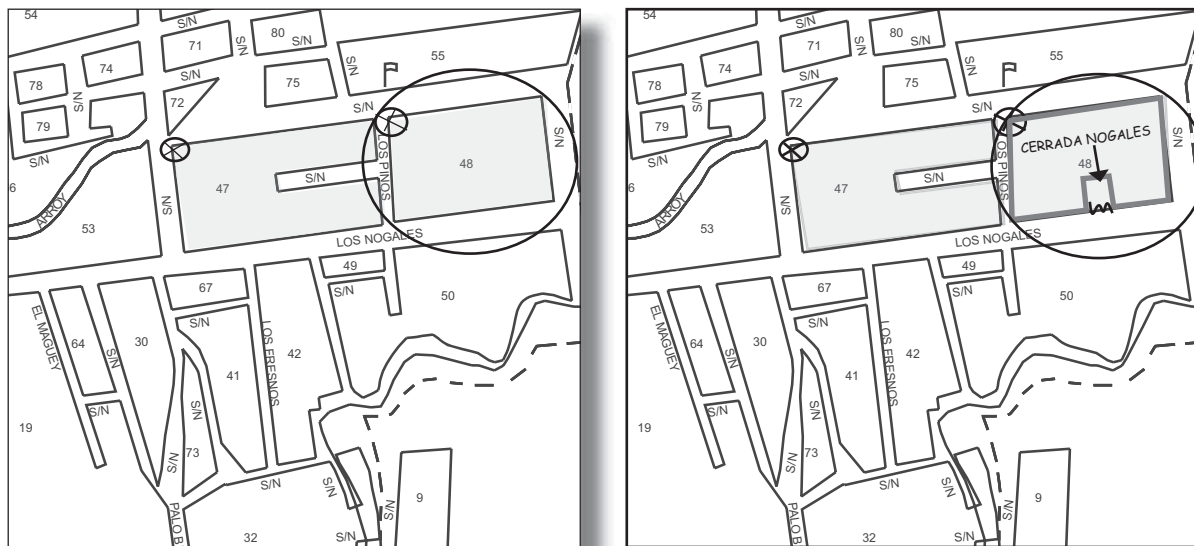 54
S/N
S/N
80
S/N
71
55
S/N
74
78
S/N
75
S/N
72
S/N
79
S/N
S/N
LOS PINOS
48
S/N
47
S/N
6
ARROY
53
S/N
LOS NOGALES
49
S/N
50
67
S/N
EL MAGUEY
64
S/N
30
LOS FRESNOS
42
41
S/N
S/N
19
73
S/N
S/N
S/N
S/N
9
PALO B
32
S/N
54
S/N
S/N
80
S/N
71
55
S/N
74
78
S/N
75
S/N
72
S/N
79
S/N
S/N
CERRADA NOGALES
LOS PINOS
48
S/N
47
S/N
6
ARROY
53
S/N
LOS NOGALES
49
S/N
50
67
S/N
EL MAGUEY
64
S/N
30
LOS FRESNOS
42
41
S/N
S/N
19
73
S/N
S/N
S/N
S/N
9
PALO B
32
S/N